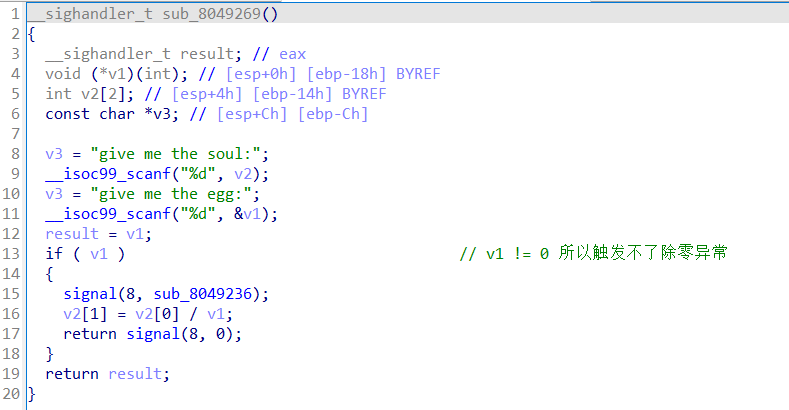 1 __sighandler_t sub_8049269()
2 {
3 __sighandler_t result; // eax
4 void (*v1)(int); // [esp+0h] [ebp-18h] BYREF
5 int v2[2]; // [esp+4h] [ebp-14h] BYREF
6 const char *v3; // [esp+Ch] [ebp-Ch]
7
8 v3 = "give me the soul:";
9 __isoc99_scanf("%d", v2);
10 v3 = "give me the egg:";
11 __isoc99_scanf("%d", &v1);
12 result = v1;
13 if ( v1 ) // v1 != 0 所以触发不了除零异常
14 {
15 signal(8, sub_8049236);
16 v2[1] = v2[0] / v1;
17 return signal(8, 0);
18 }
19 return result;
20 }